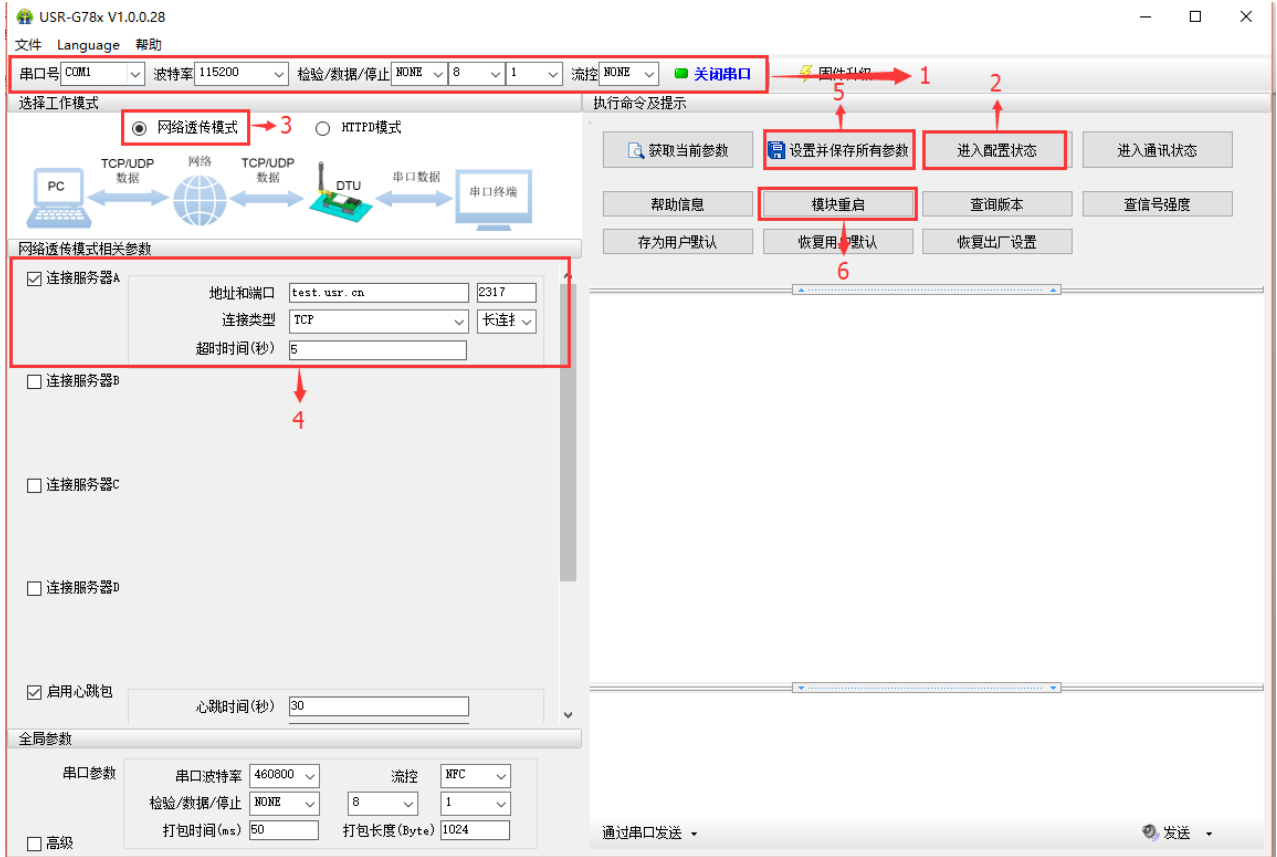 USR-G78x V1.0.0.28
文件 Language 帮助
串口号 COM1 波特率 115200 检验/数据/停止 NONE 8 1 流控 NONE 关闭串口 固件升级 1
选择工作模式
网络透传模式 3 HTTPD模式
PC TCP/UDP 数据 网络 TCP/UDP 数据 DTU 串口数据 串口终端
网络透传模式相关参数
连接服务器A
地址和端口 test.usr.cn 2317
连接类型 TCP
超时时间(秒) 5
4
连接服务器B
连接服务器C
连接服务器D
启用心跳包
心跳时间(秒) 30
全局参数
串口参数 串口波特率 460800 流控 NFC
检验/数据/停止 NONE 8 1
打包时间(ms) 50 打包长度(Byte) 1024
高级
执行命令及提示
5 2
获取当前参数 设置并保存所有参数 进入配置状态 进入通讯状态
帮助信息 模块重启 查询版本 查信号强度
存为用户默认 恢复用户默认 恢复出厂设置
6
通过串口发送 发送